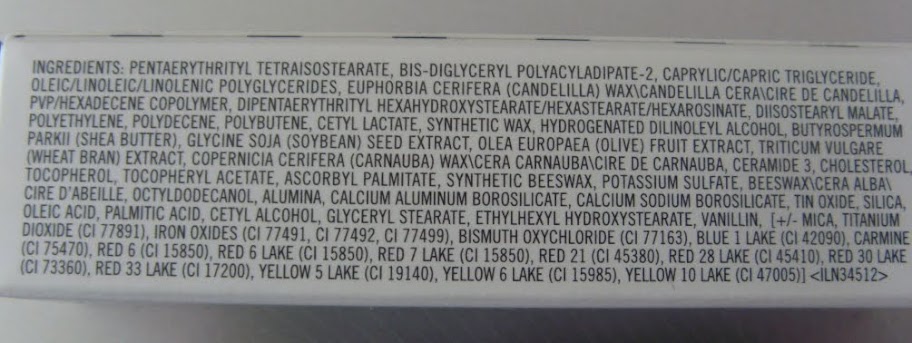 INGREDIENTS: PENTAERYTHRITYL TETRAISOSTEARATE, BIS-DIGLYCERYL POLYACYLADIPATE-2, CAPRYLIC/CAPRIC TRIGLYCERIDE,
OLEIC/LINOLEIC/LINOLENIC POLYGLYCERIDES, EUPHORBIA CERIFERA (CANDELILLA) WAX\CANDELILLA CERA\CIRE DE CANDELILLA,
PVP/HEXADECENE COPOLYMER, DIPENTAERYTHRITYL HEXAHYDROXYSTEARATE/HEXASTEARATE/HEXAROSINATE, DIISOSTEARYL MALATE,
POLYETHYLENE, POLYDECENE, POLYBUTENE, CETYL LACTATE, SYNTHETIC WAX, HYDROGENATED DILINOLEYL ALCOHOL, BUTYROSPERMUM
PARKII (SHEA BUTTER), GLYCINE SOJA (SOYBEAN) SEED EXTRACT, OLEA EUROPAEA (OLIVE) FRUIT EXTRACT, TRITICUM VULGARE
(WHEAT BRAN) EXTRACT, COPERNICIA CERIFERA (CARNAUBA) WAX\CERA CARNAUBA\CIRE DE CARNAUBA, CERAMIDE 3, CHOLESTEROL,
TOCOPHEROL, TOCOPHERYL ACETATE, ASCORBYL PALMITATE, SYNTHETIC BEESWAX, POTASSIUM SULFATE, BEESWAX\CERA ALBA\
CIRE D'ABEILLE, OCTYLDODECANOL, ALUMINA, CALCIUM ALUMINUM BOROSILICATE, CALCIUM SODIUM BOROSILICATE, TIN OXIDE, SILICA,
OLEIC ACID, PALMITIC ACID, CETYL ALCOHOL, GLYCERYL STEARATE, ETHYLHEXYL HYDROXYSTEARATE, VANILLIN, [+/- MICA, TITANIUM
DIOXIDE (CI 77891), IRON OXIDES (CI 77491, CI 77492, CI 77499), BISMUTH OXYCHLORIDE (CI 77163), BLUE 1 LAKE (CI 42090), CARMINE
(CI 75470), RED 6 (CI 15850), RED 6 LAKE (CI 15850), RED 7 LAKE (CI 15850), RED 21 (CI 45380), RED 28 LAKE (CI 45410), RED 30 LAKE
(CI 73360), RED 33 LAKE (CI 17200), YELLOW 5 LAKE (CI 19140), YELLOW 6 LAKE (CI 15985), YELLOW 10 LAKE (CI 47005)] <ILN34512>